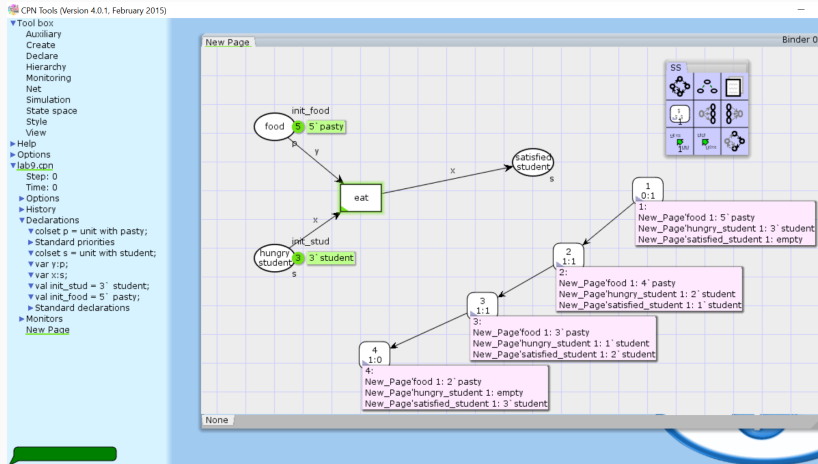 CPN Tools (Version 4.0.1, February 2015)
Tool box
Auxiliary
Create
Declare
Hierarchy
Monitoring
Net
Simulation
State space
Style
View
Help
Options
lab9.cpn
Step: 0
Time: 0
Options
History
Declarations
colset p = unit with pasty;
Standard priorities
colset s = unit with student;
var y:p;
var x:s;
val init_stud = 3` student;
val init_food = 5` pasty;
Standard declarations
Monitors
New Page
New Page
Binder 0
SS
init_food
food
5
5`pasty
p
y
eat
x
x
satisfied
student
s
init_stud
hungry
student
3
3`student
s
1
0:1
1:
New_Page'food 1: 5`pasty
New_Page'hungry_student 1: 3`student
New_Page'satisfied_student 1: empty
2
1:1
2:
New_Page'food 1: 4`pasty
New_Page'hungry_student 1: 2`student
New_Page'satisfied_student 1: 1`student
3
1:1
3:
New_Page'food 1: 3`pasty
New_Page'hungry_student 1: 1`student
New_Page'satisfied_student 1: 2`student
4
1:0
4:
New_Page'food 1: 2`pasty
New_Page'hungry_student 1: empty
New_Page'satisfied_student 1: 3`student
None